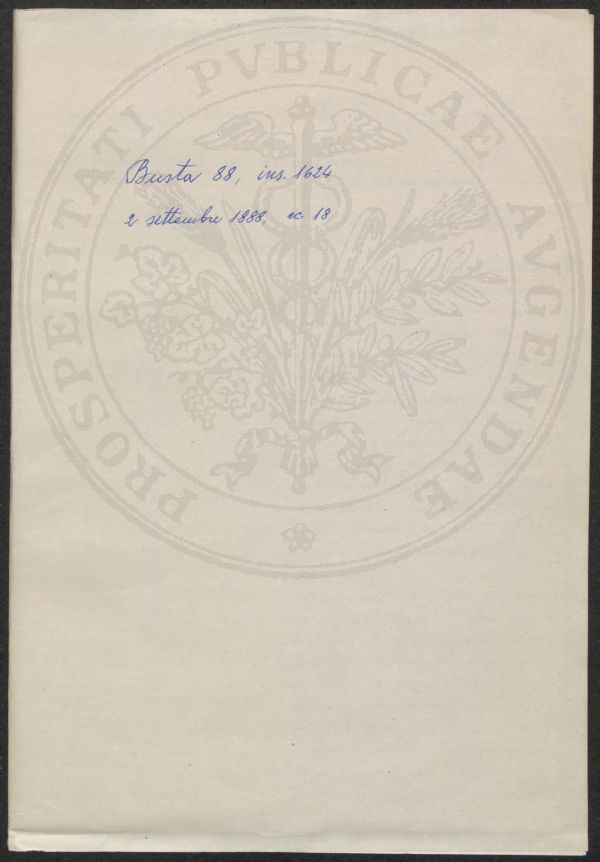 Busta 88, ins. 1624
2 settembre 1888, cc 18
PROSPERITATI PVBLICAE AVGENDAE